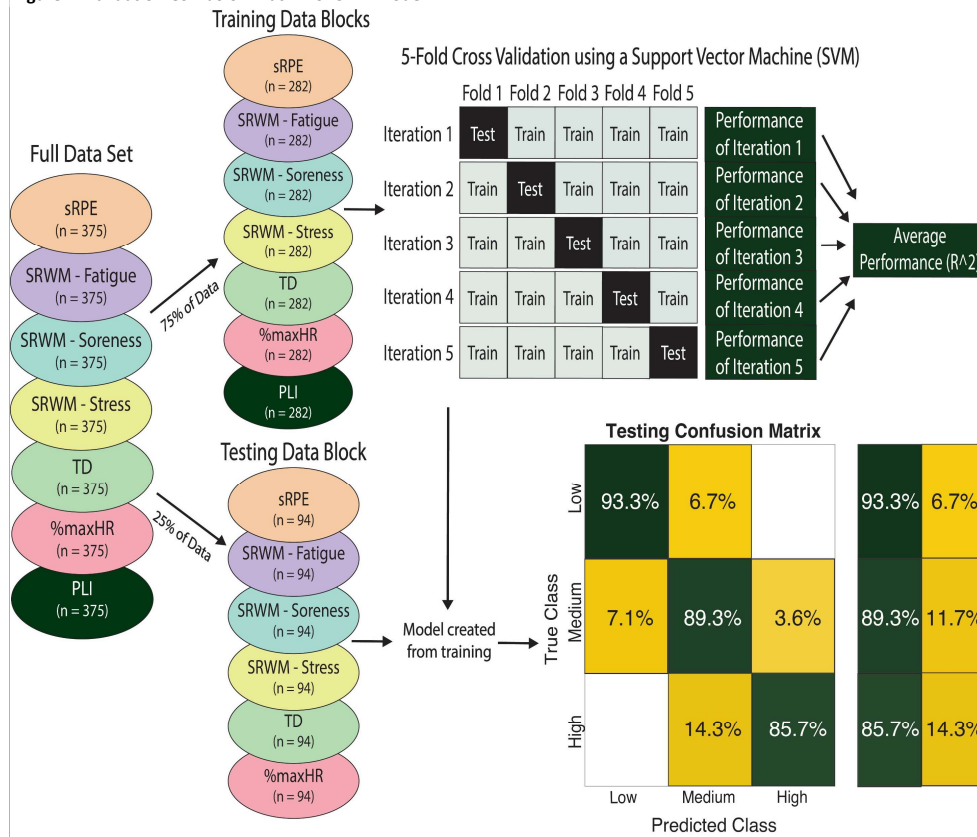 Training Data Blocks
sRPE
(n = 282)
SRWM - Fatigue
(n = 282)
SRWM - Soreness
(n = 282)
SRWM - Stress
(n = 282)
TD
(n = 282)
%maxHR
(n = 282)
PLI
(n = 282)
Full Data Set
sRPE
(n = 375)
SRWM - Fatigue
(n = 375)
SRWM - Soreness
(n = 375)
SRWM - Stress
(n = 375)
TD
(n = 375)
%maxHR
(n = 375)
PLI
(n = 375)
75% of Data
25% of Data
5-Fold Cross Validation using a Support Vector Machine (SVM)
Fold 1 Fold 2 Fold 3 Fold 4 Fold 5
Iteration 1 Test Train Train Train Train
Iteration 2 Train Test Train Train Train
Iteration 3 Train Train Test Train Train
Iteration 4 Train Train Train Test Train
Iteration 5 Train Train Train Train Test
Performance
of Iteration 1
Performance
of Iteration 2
Performance
of Iteration 3
Performance
of Iteration 4
Performance
of Iteration 5
Average
Performance (R^2)
Testing Data Block
sRPE
(n = 94)
SRWM - Fatigue
(n = 94)
SRWM - Soreness
(n = 94)
SRWM - Stress
(n = 94)
TD
(n = 94)
%maxHR
(n = 94)
Model created
from training
Testing Confusion Matrix
True Class
Low 93.3% 6.7% 93.3% 6.7%
Medium 7.1% 89.3% 3.6% 89.3% 11.7%
High 14.3% 85.7% 85.7% 14.3%
Low Medium High
Predicted Class